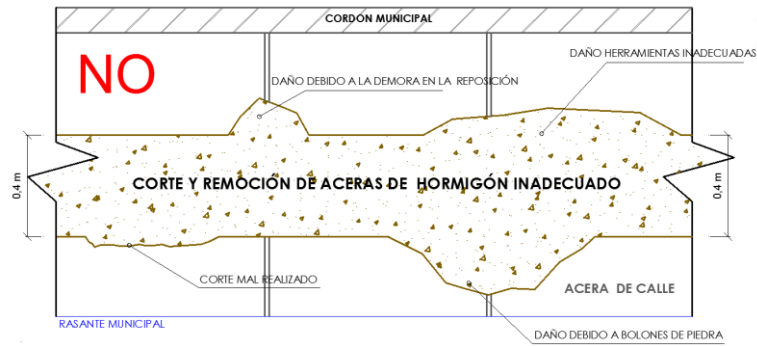 CORDÓN MUNICIPAL
NO
DAÑO HERRAMIENTAS INADECUADAS
DAÑO DEBIDO A LA DEMORA EN LA REPOSICIÓN
0,4 m
CORTE Y REMOCIÓN DE ACERAS DE HORMIGÓN INADECUADO
0,4 m
CORTE MAL REALIZADO
ACERA DE CALLE
RASANTE MUNICIPAL
DAÑO DEBIDO A BOLONES DE PIEDRA